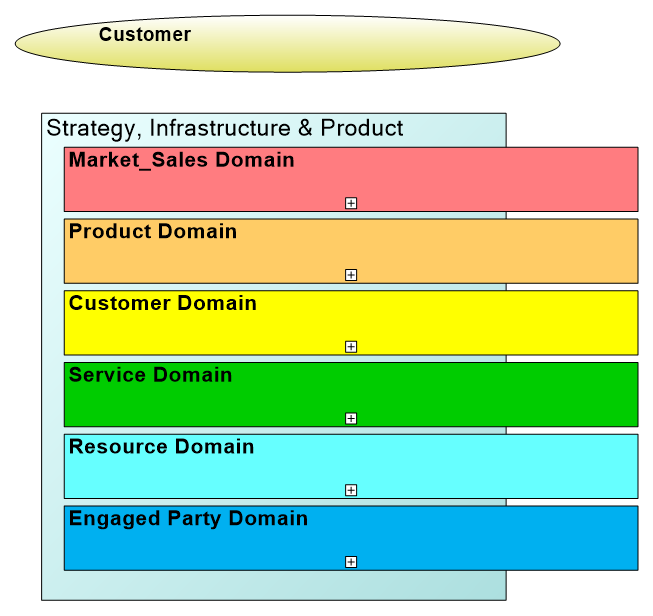 Customer
Strategy, Infrastructure & Product
Market_Sales Domain
Product Domain
Customer Domain
Service Domain
Resource Domain
Engaged Party Domain